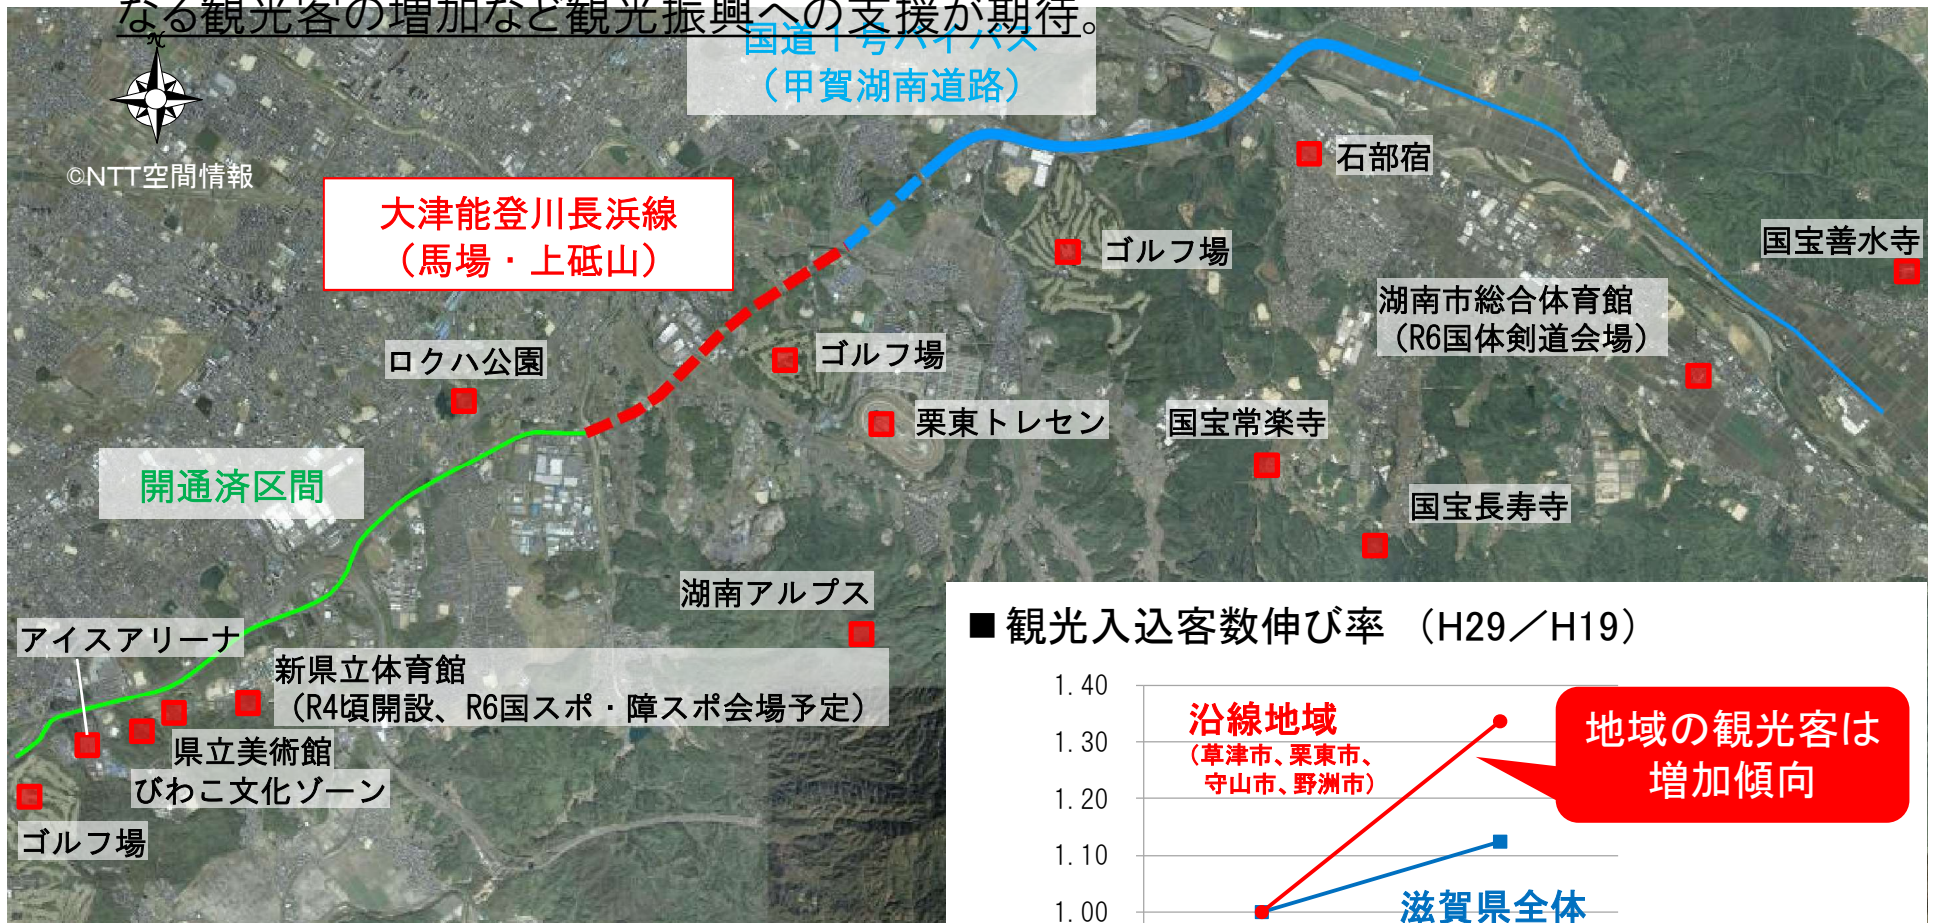 なる観光客の増加など観光振興への支援が期待。
国道１号バイパス
（甲賀湖南道路）
©NTT空間情報
大津能登川長浜線
（馬場・上砥山）
石部宿
国宝善水寺
ゴルフ場
湖南市総合体育館
（R6国体剣道会場）
ロクハ公園
ゴルフ場
栗東トレセン
国宝常楽寺
開通済区間
国宝長寿寺
湖南アルプス
アイスアリーナ
新県立体育館
（R4頃開設、R6国スポ・障スポ会場予定）
県立美術館
びわこ文化ゾーン
ゴルフ場
■観光入込客数伸び率 （H29／H19）
1.40
1.30
1.20
1.10
1.00
沿線地域
（草津市、栗東市、
守山市、野洲市）
地域の観光客は
増加傾向
滋賀県全体